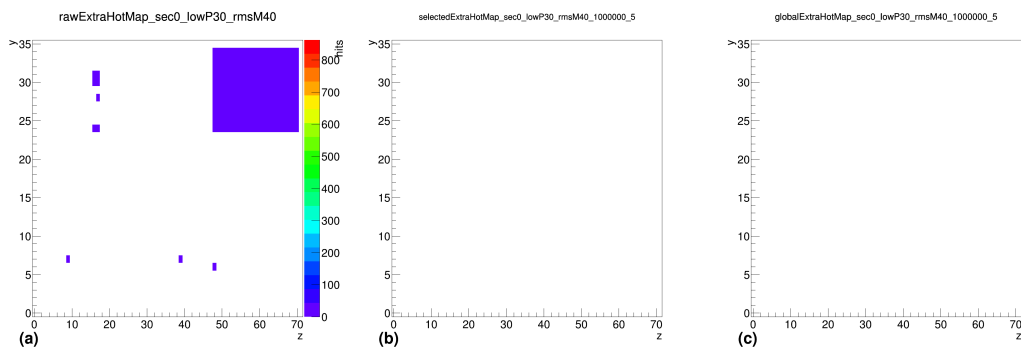 rawExtraHotMap_sec0_lowP30_rmsM40
y
35
30
25
20
15
10
5
0
0 10 20 30 40 50 60 70
z
hits
800
700
600
500
400
300
200
100
0
(a)
selectedExtraHotMap_sec0_lowP30_rmsM40_1000000_5
y
35
30
25
20
15
10
5
0
0 10 20 30 40 50 60 70
z
(b)
globalExtraHotMap_sec0_lowP30_rmsM40_1000000_5
y
35
30
25
20
15
10
5
0
0 10 20 30 40 50 60 70
z
(c)